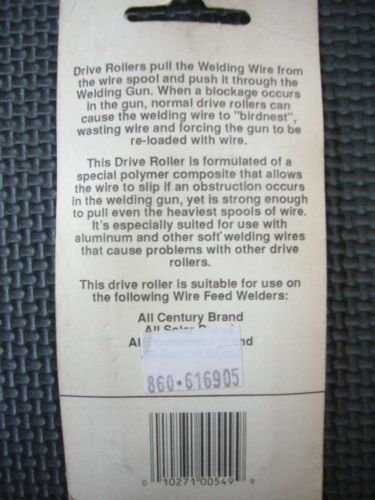 Drive Rollers pull the Welding Wire from
the wire spool and push it through the
Welding Gun. When a blockage occurs
in the gun, normal drive rollers can
cause the welding wire to "birdnest",
wasting wire and forcing the gun to be
re-loaded with wire.
This Drive Roller is formulated of a
special polymer composite that allows
the wire to slip if an obstruction occurs
in the welding gun, yet is strong enough
to pull even the heaviest spools of wire.
It's especially suited for use with
aluminum and other soft welding wires
that cause problems with other drive
rollers.
This drive roller is suitable for use on
the following Wire Feed Welders:
All Century Brand
All
860-616905
0 10271 00549 9